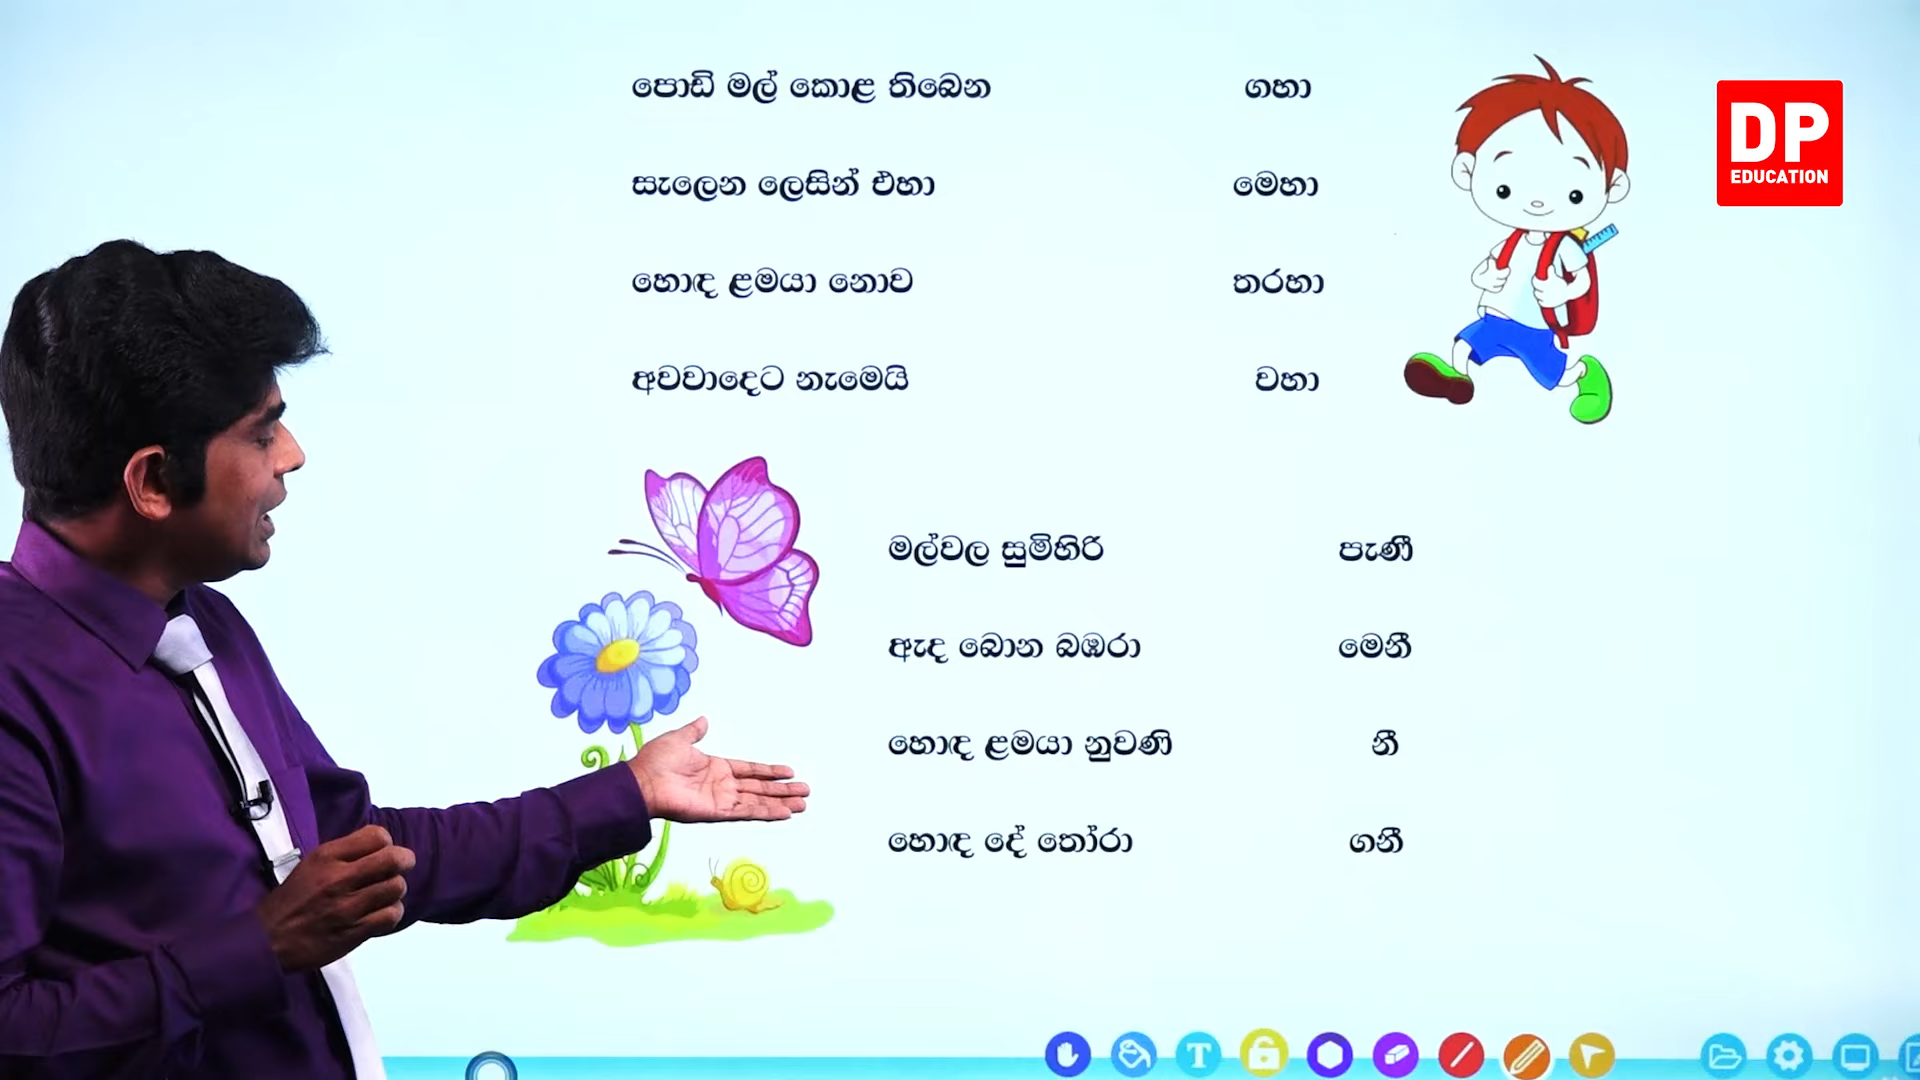 පොඩි මල් කොළ තිබෙන ගහා
සැලෙන ලෙසින් එහා මෙහා
හොඳ ළමයා නොව තරහා
අවවාදෙට නැමෙයි වහා
DP
EDUCATION
මල්වල සුමිහිරි පැණී
ඇද බොන බඹරා මෙනී
හොඳ ළමයා නුවණි නී
හොඳ දේ තෝරා ගනී